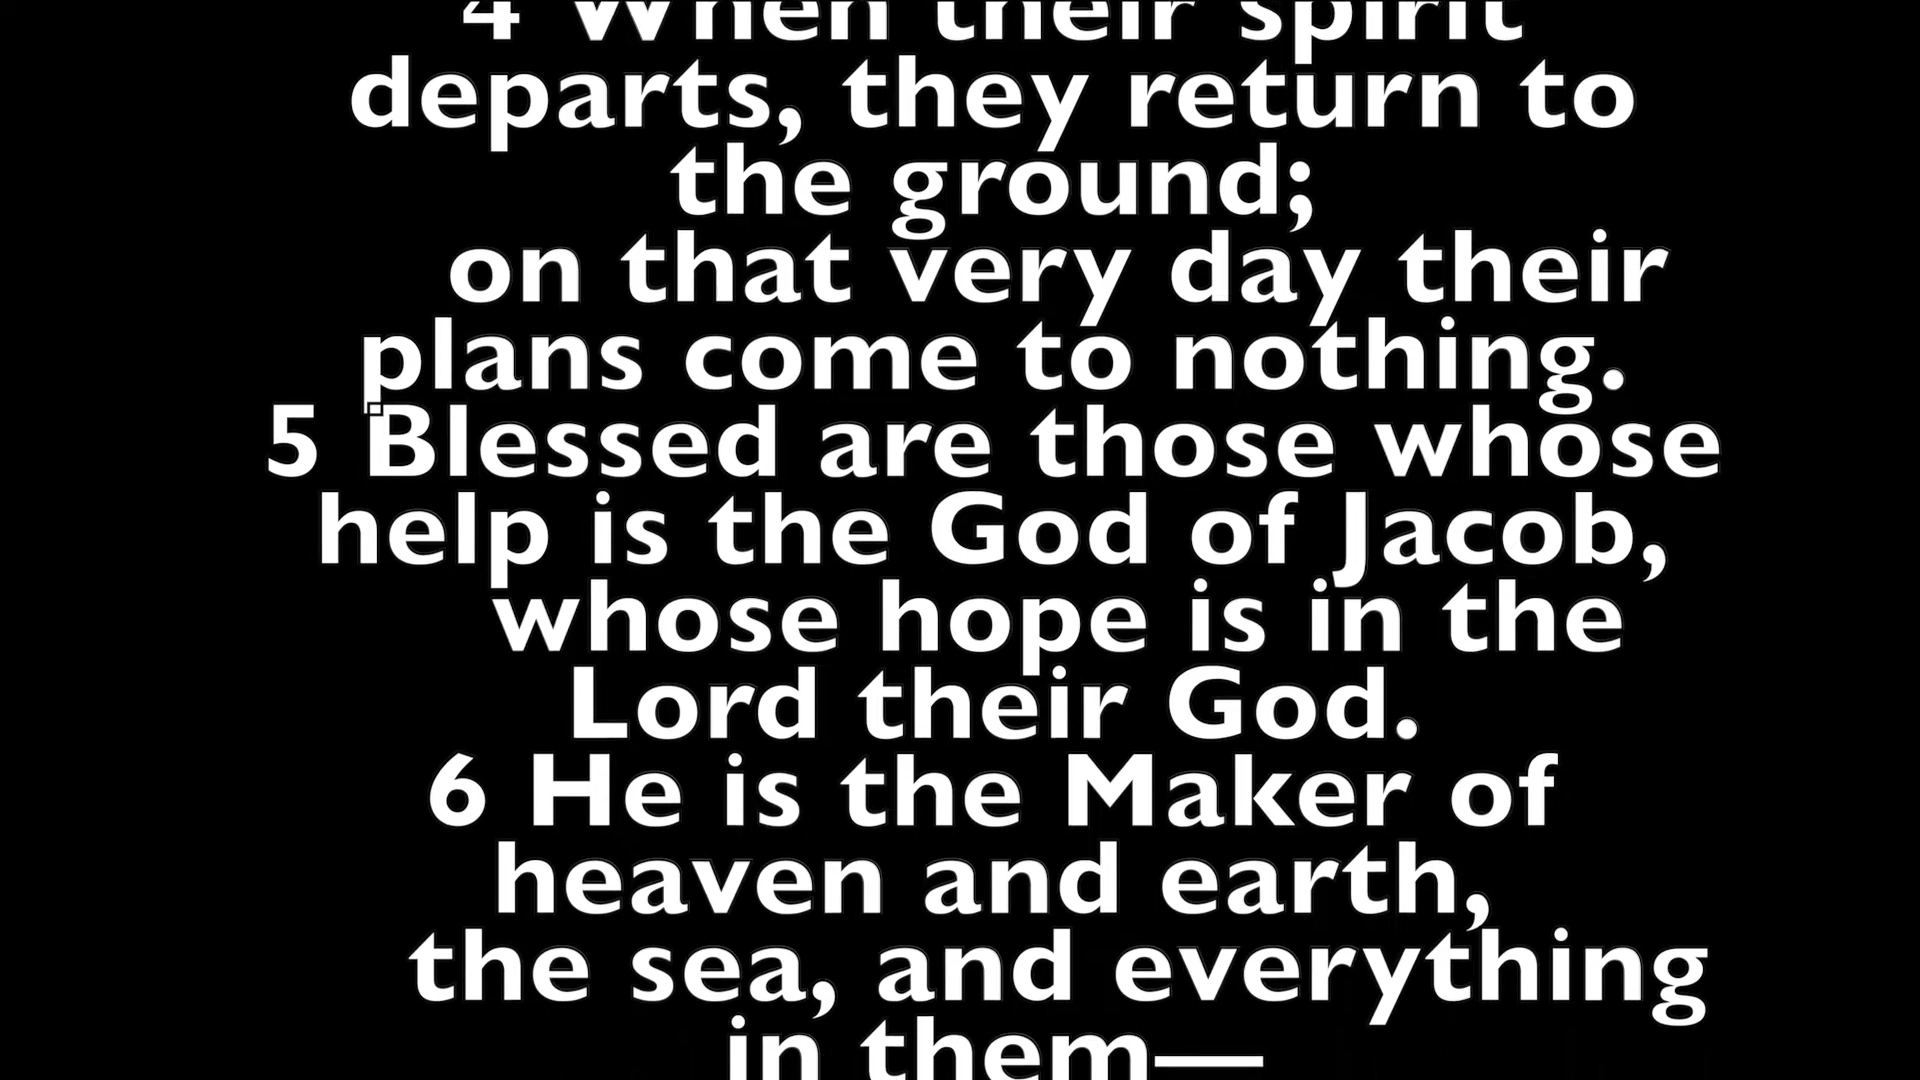 4 When their spirit
departs, they return to
the ground;
on that very day their
plans come to nothing.
5 Blessed are those whose
help is the God of Jacob,
whose hope is in the
Lord their God.
6 He is the Maker of
heaven and earth,
the sea, and everything
in them—